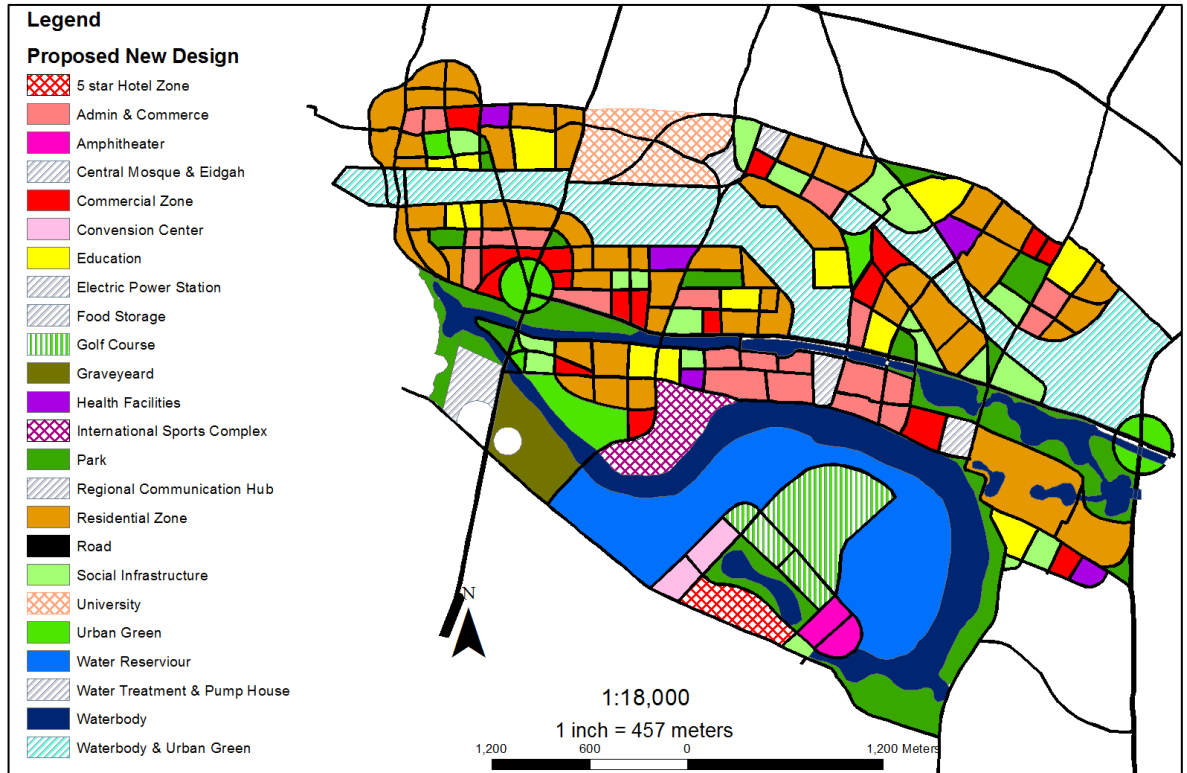 Legend
Proposed New Design
5 star Hotel Zone
Admin & Commerce
Amphitheater
Central Mosque & Eidgah
Commercial Zone
Convension Center
Education
Electric Power Station
Food Storage
Golf Course
Graveyeard
Health Facilities
International Sports Complex
Park
Regional Communication Hub
Residential Zone
Road
Social Infrastructure
University
Urban Green
Water Reserviour
Water Treatment & Pump House
Waterbody
Waterbody & Urban Green
N
1:18,000
1 inch = 457 meters
1,200 600 0 1,200 Meters